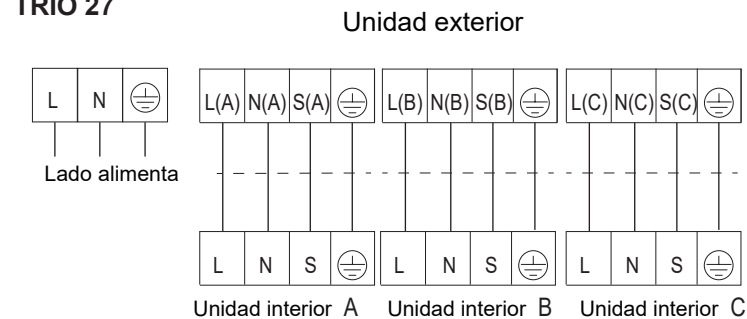 TRIO 27
Unidad exterior
L N
L(A) N(A) S(A) L(B) N(B) S(B) L(C) N(C) S(C)
Lado alimenta
L N S L N S L N S
Unidad interior A Unidad interior B Unidad interior C